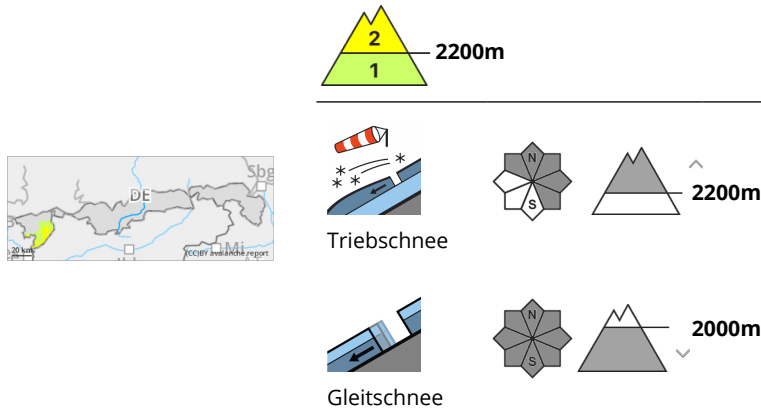 2
2200m
1
N
S
2200m
Triebschnee
Sbg
DE
Mi
20 km
(CC)BY avalanche.report
N
S
2000m
Gleitschnee